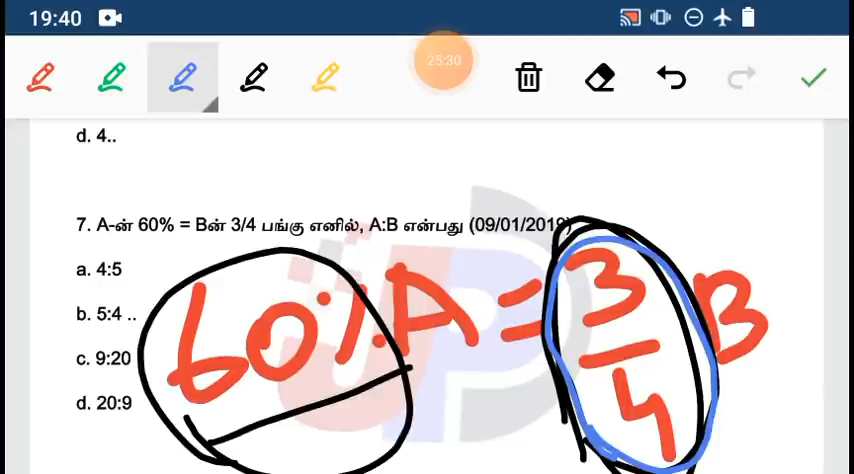 19:40
25:30
d. 4..
7. A-ன் 60% = Bன் 3/4 பங்கு எனில், A:B என்பது (09/01/2019)
a. 4:5
b. 5:4 ..
c. 9:20
d. 20:9
60% A = 3/4 B